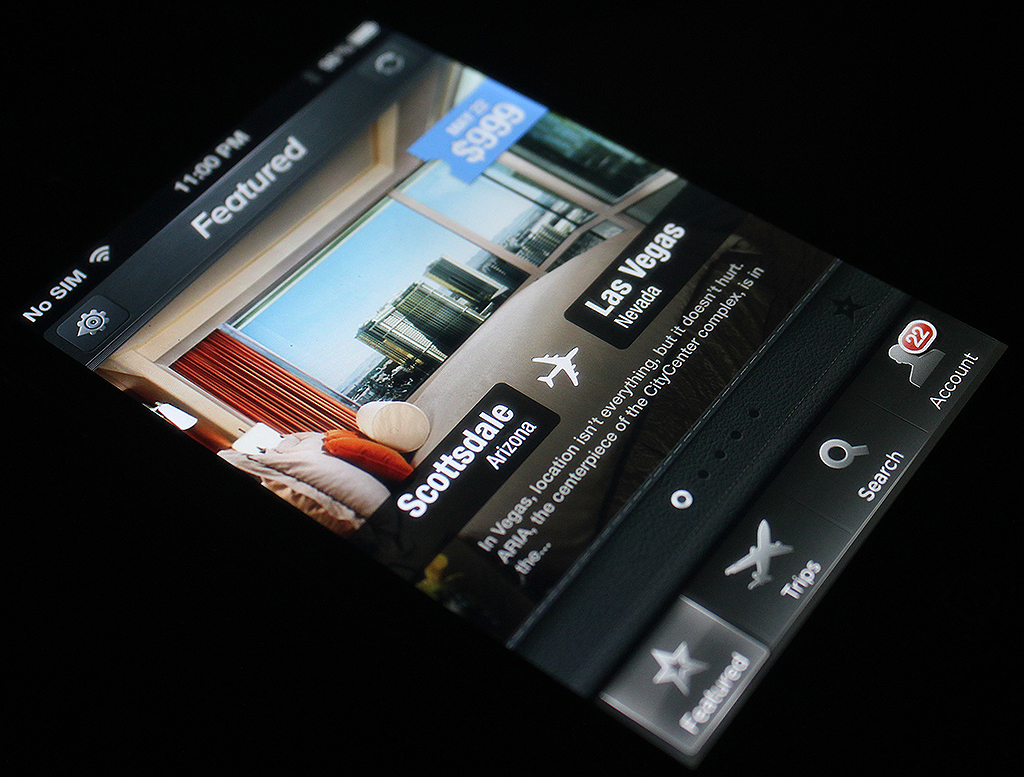 No SIM 11:00 PM
Featured
MAY 22
$999
Scottsdale
Arizona
Las Vegas
Nevada
In Vegas, location isn't everything, but it doesn't hurt.
ARIA, the centerpiece of the CityCenter complex, is in
the...
Featured
Trips
Search
22
Account